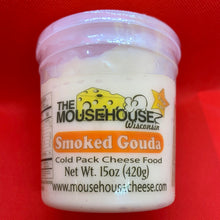 THE
MOUSEHOUSE
Wisconsin
Smoked Gouda
Cold Pack Cheese Food
Net Wt. 15oz (420g)
www.mousehousecheese.com